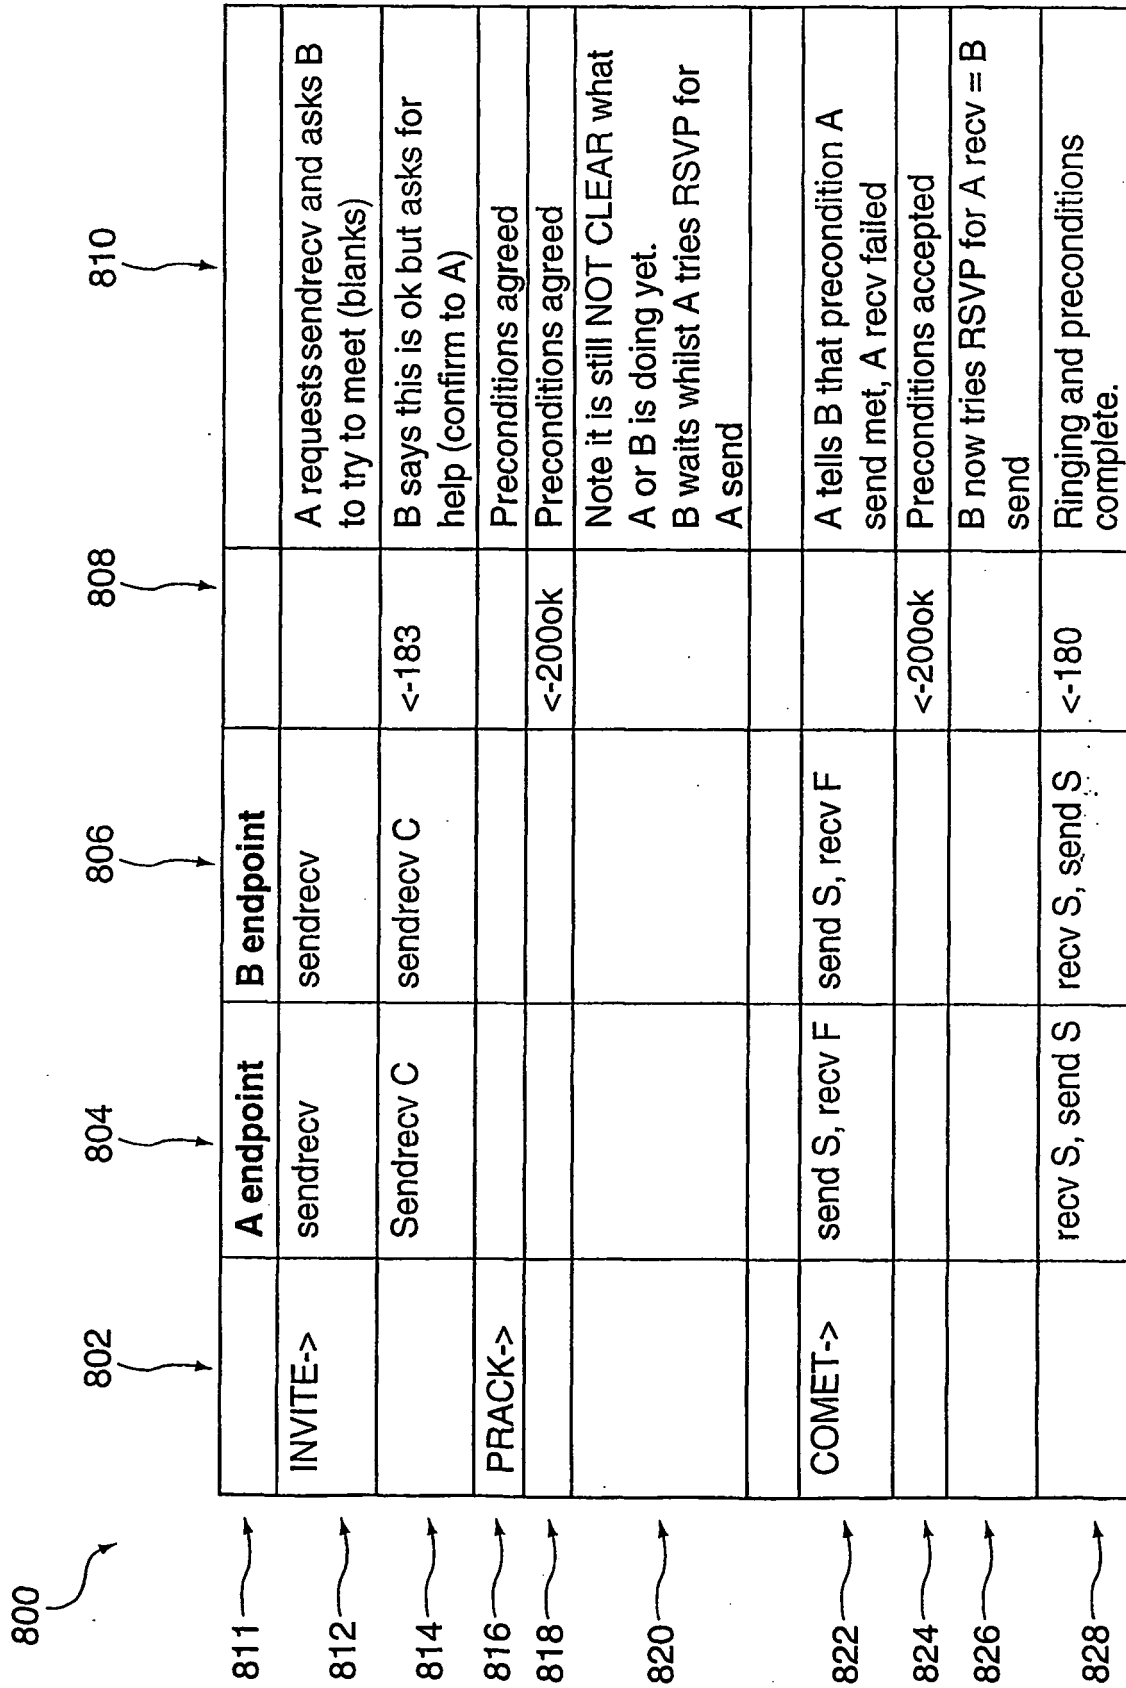 800
802
804
806
808
810
A endpoint
B endpoint
811
812
INVITE->
sendrecv
sendrecv
A requests sendrecv and asks B
to try to meet (blanks)
814
Sendrecv C
sendrecv C
<-183
B says this is ok but asks for
help (confirm to A)
816
PRACK->
Preconditions agreed
818
<-200ok
Preconditions agreed
820
Note it is still NOT CLEAR what
A or B is doing yet.
B waits whilst A tries RSVP for
A send
822
COMET->
send S, recv F
send S, recv F
A tells B that precondition A
send met, A recv failed
824
<-200ok
Preconditions accepted
826
B now tries RSVP for A recv = B
send
828
recv S, send S
recv S, send S
<-180
Ringing and preconditions
complete.